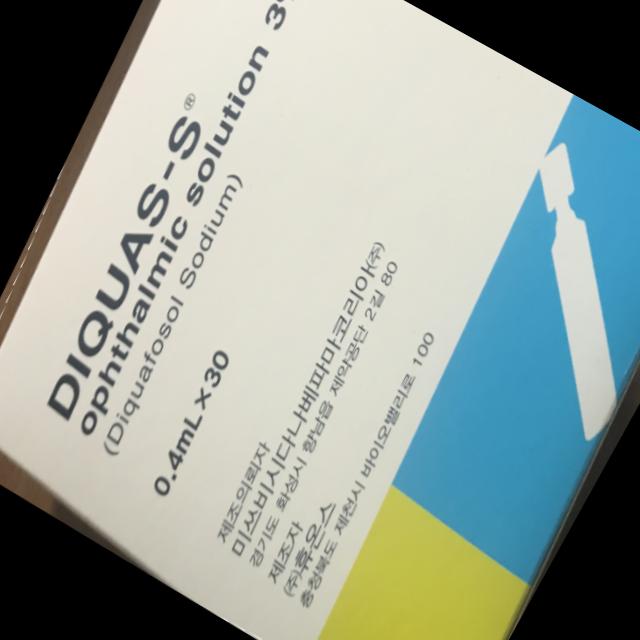 DIQUAS-S®
ophthalmic solution 3
(Diquafosol Sodium)
0.4mL×30
제조의뢰자
미쓰비시다나베파마코리아(주)
경기도 화성시 향남읍 제약공단 2길 80
제조자
(주)휴온스
충청북도 제천시 바이오밸리로 100